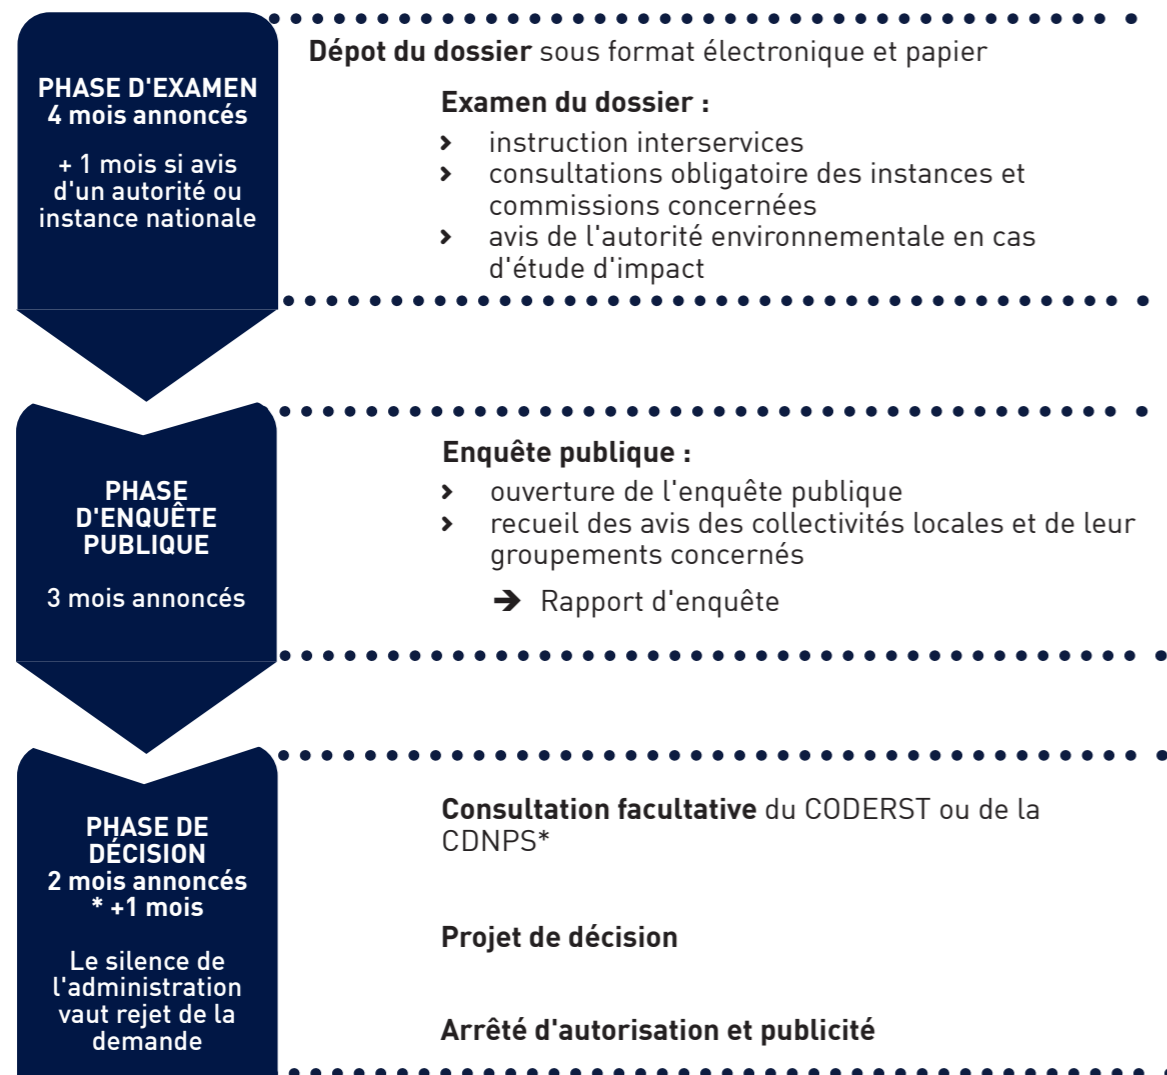 PHASE D'EXAMEN
4 mois annoncés
+ 1 mois si avis
d'un autorité ou
instance nationale
Dépot du dossier sous format électronique et papier
Examen du dossier :
› instruction interservices
› consultations obligatoire des instances et
commissions concernées
› avis de l'autorité environnementale en cas
d'étude d'impact
PHASE
D'ENQUÊTE
PUBLIQUE
3 mois annoncés
Enquête publique :
› ouverture de l'enquête publique
› recueil des avis des collectivités locales et de leur
groupements concernés
➔ Rapport d'enquête
PHASE DE
DÉCISION
2 mois annoncés
* +1 mois
Le silence de
l'administration
vaut rejet de la
demande
Consultation facultative du CODERST ou de la
CDNPS*
Projet de décision
Arrêté d'autorisation et publicité